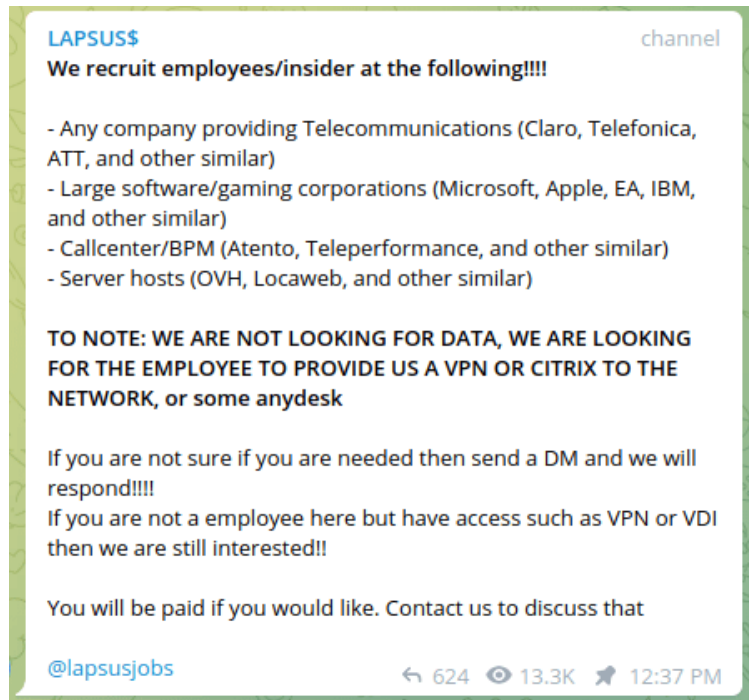 LAPSUS$ channel
We recruit employees/insider at the following!!!!
- Any company providing Telecommunications (Claro, Telefonica,
ATT, and other similar)
- Large software/gaming corporations (Microsoft, Apple, EA, IBM,
and other similar)
- Callcenter/BPM (Atento, Teleperformance, and other similar)
- Server hosts (OVH, Locaweb, and other similar)
TO NOTE: WE ARE NOT LOOKING FOR DATA, WE ARE LOOKING
FOR THE EMPLOYEE TO PROVIDE US A VPN OR CITRIX TO THE
NETWORK, or some anydesk
If you are not sure if you are needed then send a DM and we will
respond!!!!
If you are not a employee here but have access such as VPN or VDI
then we are still interested!!
You will be paid if you would like. Contact us to discuss that
@lapsusjobs 624 13.3K 12:37 PM